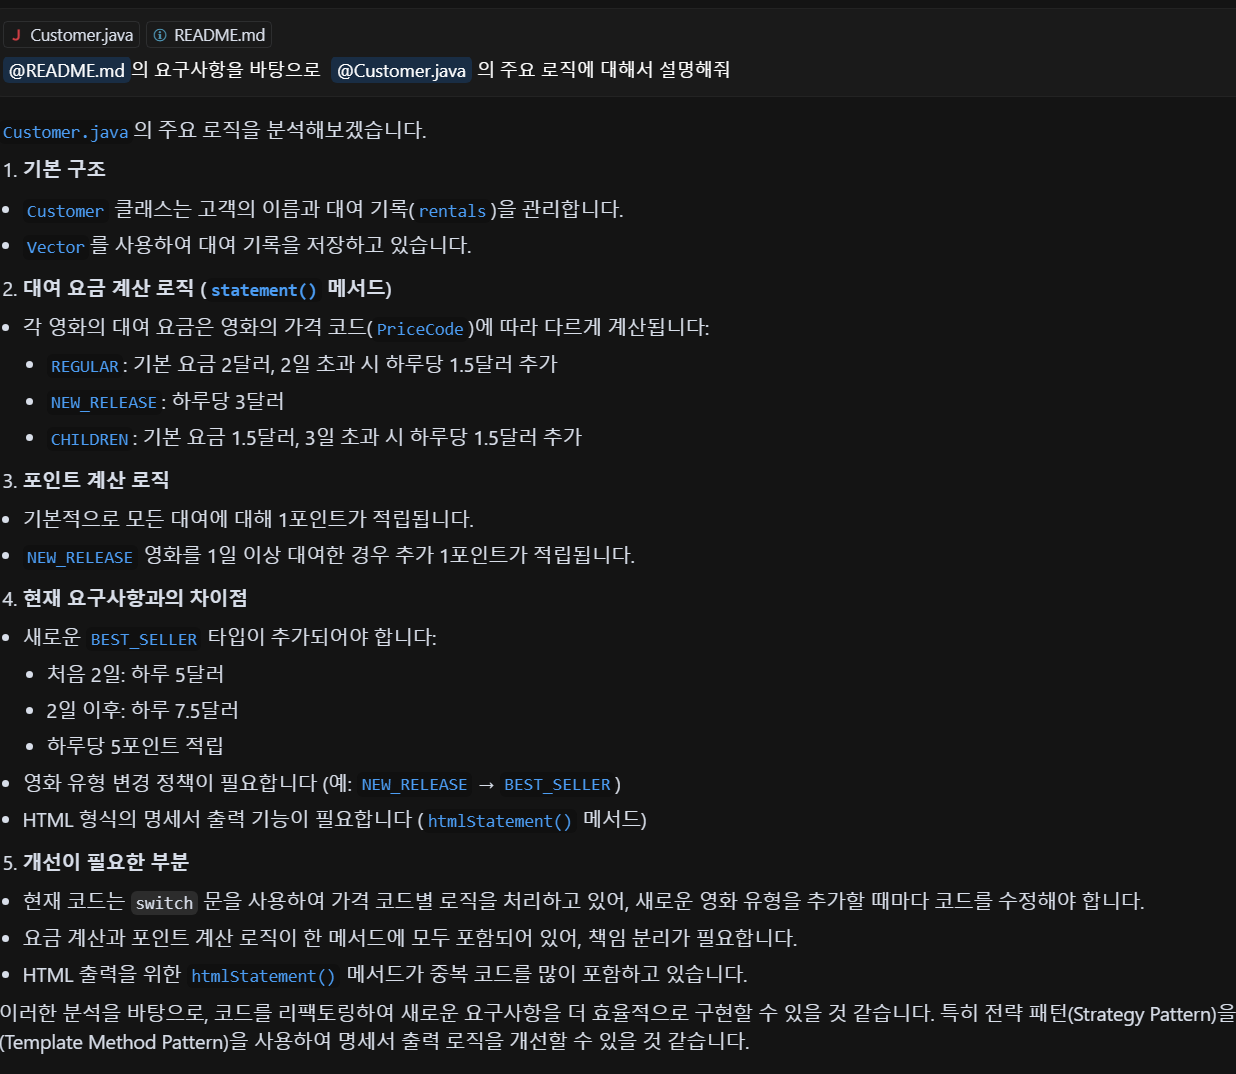 Customer.java README.md
@README.md의 요구사항을 바탕으로 @Customer.java 의 주요 로직에 대해서 설명해줘
Customer.java 의 주요 로직을 분석해보겠습니다.
1. 기본 구조
• Customer 클래스는 고객의 이름과 대여 기록( rentals )을 관리합니다.
• Vector 를 사용하여 대여 기록을 저장하고 있습니다.
2. 대여 요금 계산 로직 ( statement() 메서드)
• 각 영화의 대여 요금은 영화의 가격 코드( PriceCode )에 따라 다르게 계산됩니다:
• REGULAR : 기본 요금 2달러, 2일 초과 시 하루당 1.5달러 추가
• NEW_RELEASE : 하루당 3달러
• CHILDREN : 기본 요금 1.5달러, 3일 초과 시 하루당 1.5달러 추가
3. 포인트 계산 로직
• 기본적으로 모든 대여에 대해 1포인트가 적립됩니다.
• NEW_RELEASE 영화를 1일 이상 대여한 경우 추가 1포인트가 적립됩니다.
4. 현재 요구사항과의 차이점
• 새로운 BEST_SELLER 타입이 추가되어야 합니다:
• 처음 2일: 하루 5달러
• 2일 이후: 하루 7.5달러
• 하루당 5포인트 적립
• 영화 유형 변경 정책이 필요합니다 (예: NEW_RELEASE → BEST_SELLER )
• HTML 형식의 명세서 출력 기능이 필요합니다 ( htmlStatement() 메서드)
5. 개선이 필요한 부분
• 현재 코드는 switch 문을 사용하여 가격 코드별 로직을 처리하고 있어, 새로운 영화 유형을 추가할 때마다 코드를 수정해야 합니다.
• 요금 계산과 포인트 계산 로직이 한 메서드에 모두 포함되어 있어, 책임 분리가 필요합니다.
• HTML 출력을 위한 htmlStatement() 메서드가 중복 코드를 많이 포함하고 있습니다.
이러한 분석을 바탕으로, 코드를 리팩토링하여 새로운 요구사항을 더 효율적으로 구현할 수 있을 것 같습니다. 특히 전략 패턴(Strategy Pattern)을
(Template Method Pattern)을 사용하여 명세서 출력 로직을 개선할 수 있을 것 같습니다.